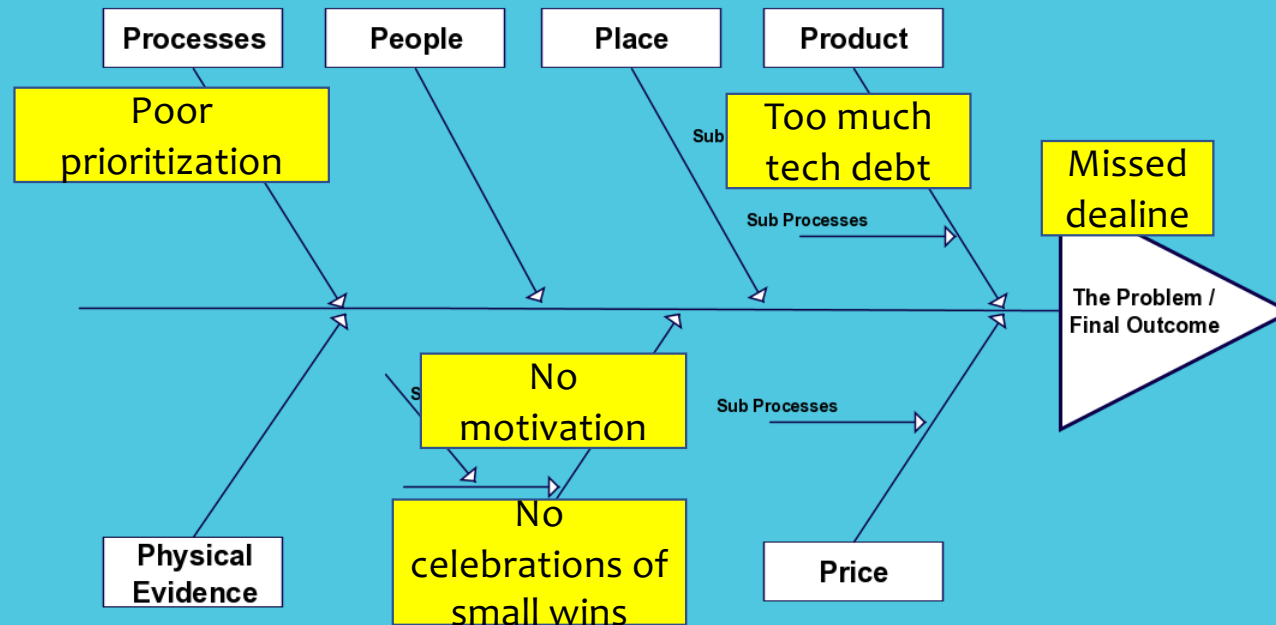 Processes
People
Place
Product
Poor
prioritization
Sub
Too much
tech debt
Missed
dealine
Sub Processes
The Problem /
Final Outcome
No
motivation
Sub Processes
No
celebrations of
small wins
Physical
Evidence
Price